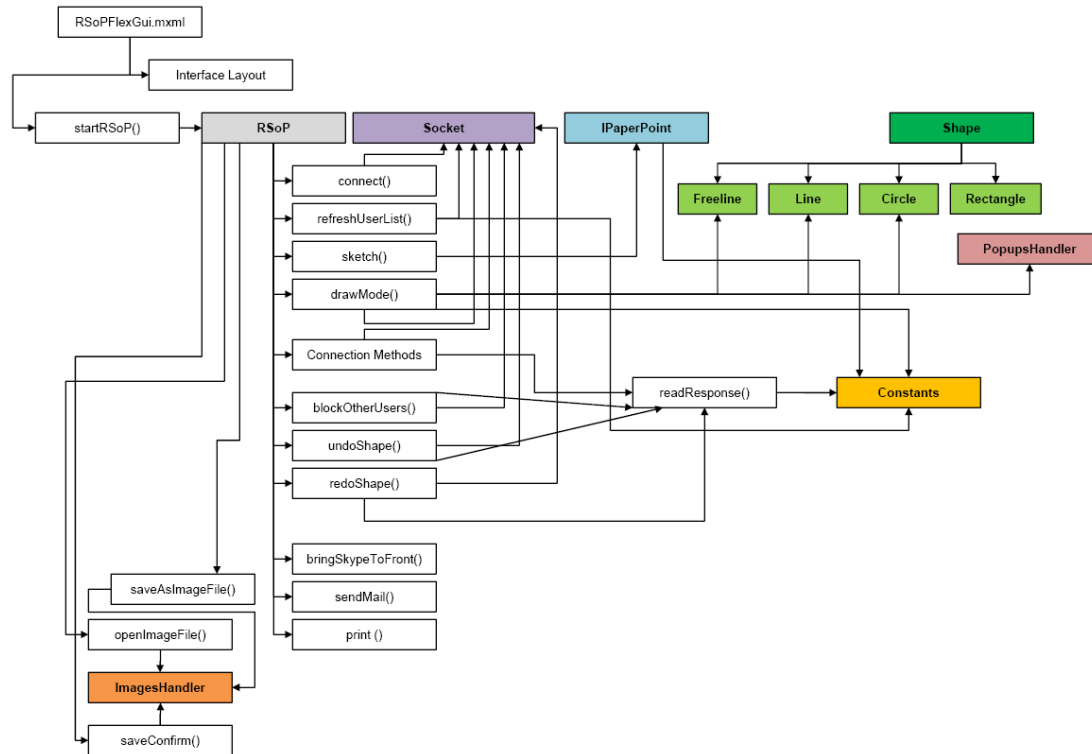 RSoPFlexGui.mxml
Interface Layout
startRSoP()
RSoP
Socket
IPaperPoint
Shape
connect()
Freeline
Line
Circle
Rectangle
refreshUserList()
sketch()
PopupsHandler
drawMode()
Connection Methods
readResponse()
Constants
blockOtherUsers()
undoShape()
redoShape()
bringSkypeToFront()
saveAsImageFile()
sendMail()
openImageFile()
print ()
ImagesHandler
saveConfirm()